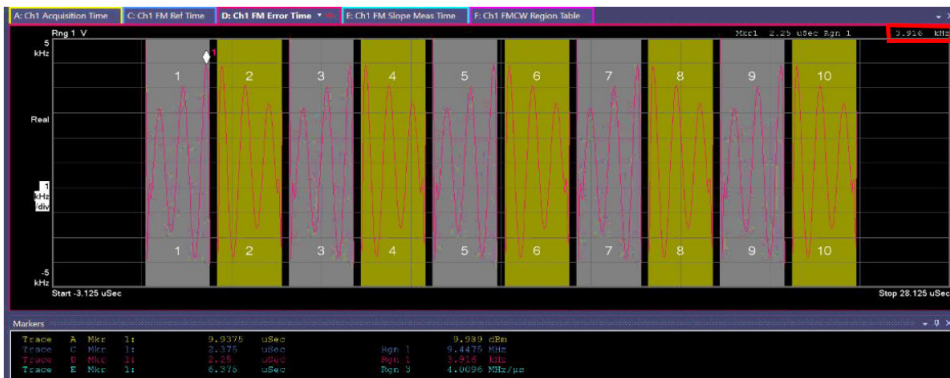 A: Ch1 Acquisition Time C: Ch1 FM Ref Time D: Ch1 FM Error Time E: Ch1 FM Slope Meas Time F: Ch1 FMCW Region Table
Rng 1 V Mkr1 2.25 uSec Rgn 1 3.916 kHz
5
kHz
1
1 2 3 4 5 6 7 8 9 10
Real
1
kHz
/div
1 2 3 4 5 6 7 8 9 10
-5
kHz
Start -3.125 uSec Stop 28.125 uSec
Markers
Trace A Mkr 1: 9.9375 uSec 9.989 dBm
Trace C Mkr 1: 2.375 uSec Rgn 1 9.4475 MHz
Trace D Mkr 1: 2.25 uSec Rgn 1 3.916 kHz
Trace E Mkr 1: 6.375 uSec Rgn 3 4.0096 MHz/µs